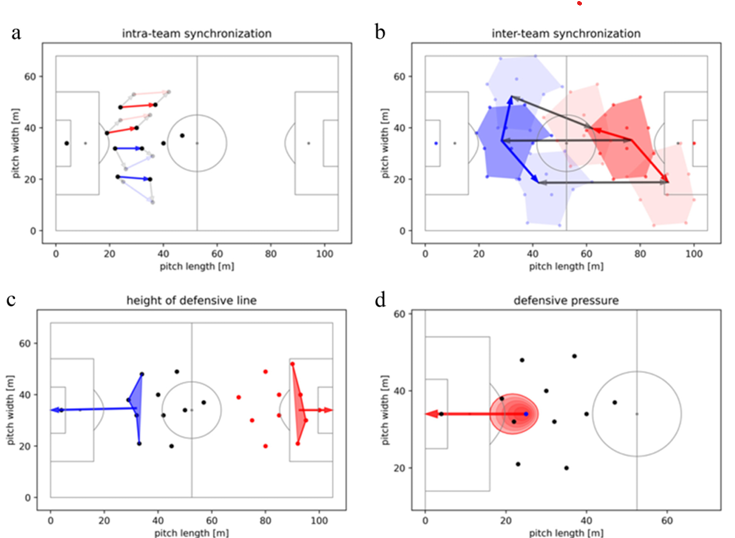 a
intra-team synchronization
pitch width [m]
60
40
20
0
0 20 40 60 80 100
pitch length [m]
b
inter-team synchronization
pitch width [m]
60
40
20
0
0 20 40 60 80 100
pitch length [m]
c
height of defensive line
pitch width [m]
60
40
20
0
0 20 40 60 80 100
pitch length [m]
d
defensive pressure
pitch width [m]
60
40
20
0 20 40 60
pitch length [m]